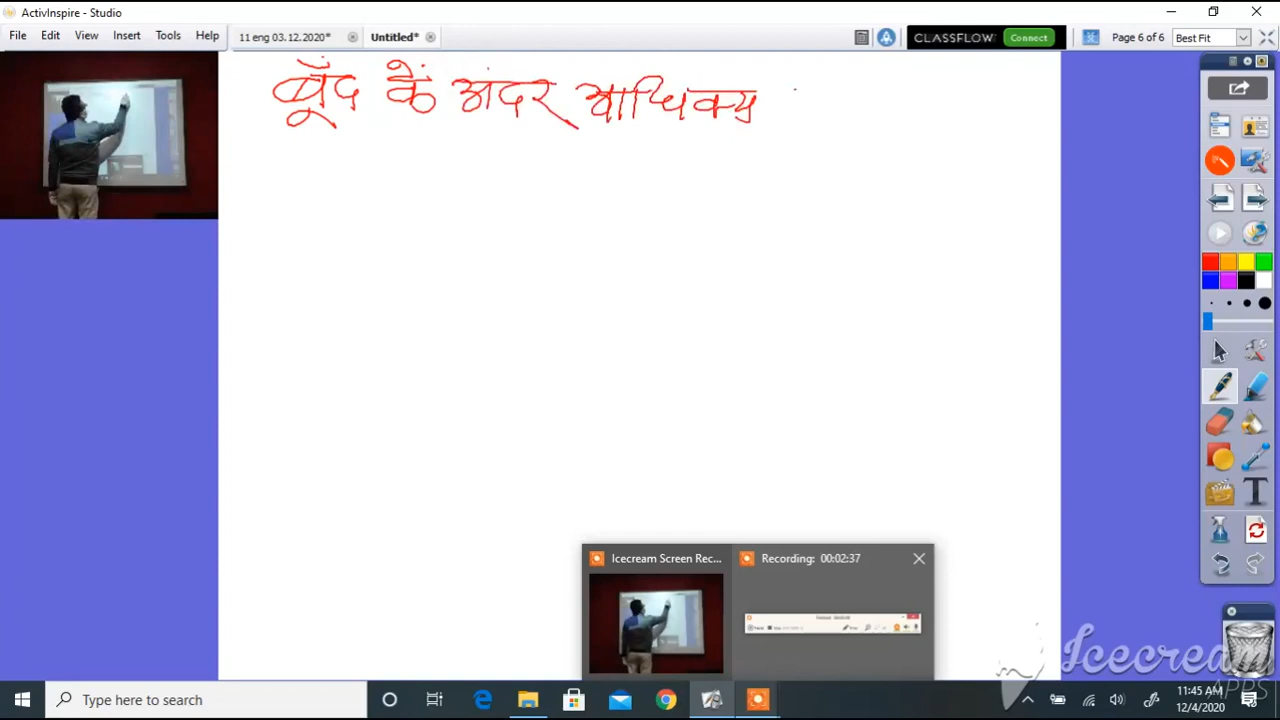 ActivInspire - Studio
File Edit View Insert Tools Help
11 eng 03.12.2020* Untitled* CLASSFLOW Connect Page 6 of 6 Best Fit
बूँद के अंदर आधिक्य
Icecream Screen Rec... Recording: 00:02:37
Icecream
APPS
Type here to search
11:45 AM
12/4/2020